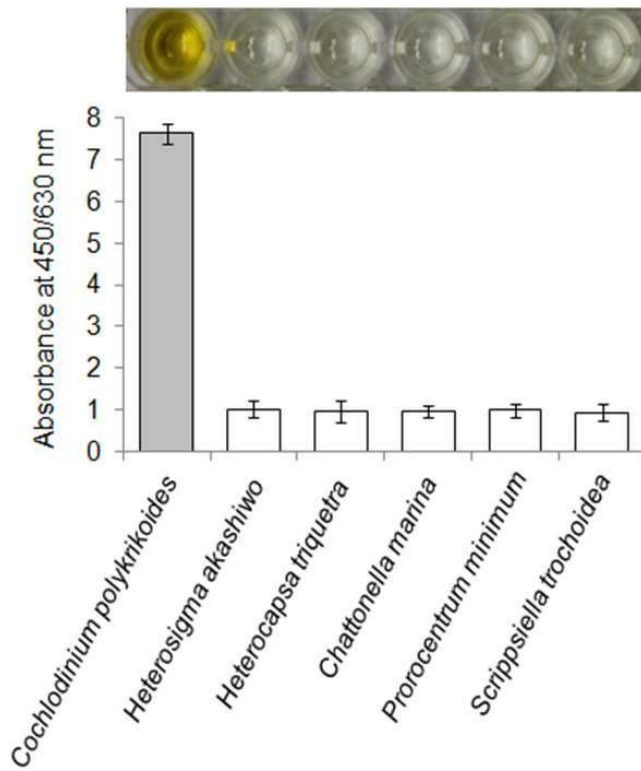 Absorbance at 450/630 nm
8
7
6
5
4
3
2
1
0
Cochlodinium polykrikoides
Heterosigma akashiwo
Heterocapsa triquetra
Chattonella marina
Prorocentrum minimum
Scrippsiella trochoidea